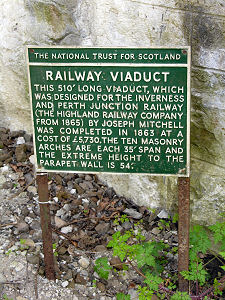 THE NATIONAL TRUST FOR SCOTLAND
RAILWAY VIADUCT
THIS 510' LONG VIADUCT, WHICH
WAS DESIGNED FOR THE INVERNESS
AND PERTH JUNCTION RAILWAY
(THE HIGHLAND RAILWAY COMPANY
FROM 1865) BY JOSEPH MITCHELL
WAS COMPLETED IN 1863 AT A
COST OF £5,730. THE TEN MASONRY
ARCHES ARE EACH 35' SPAN AND
THE EXTREME HEIGHT TO THE
PARAPET WALL IS 54'.